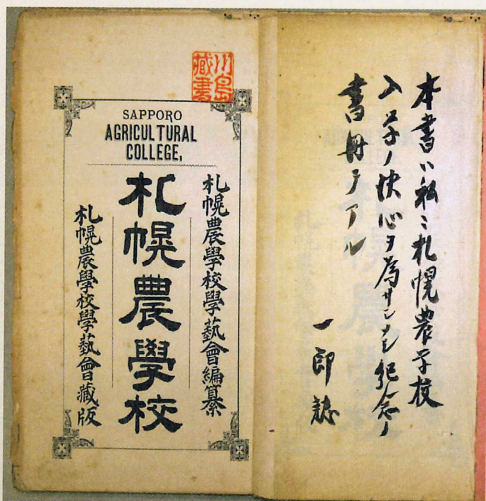 本書ハ私ニ札幌農学校
入学ノ決心ヲ為サシメタル紀念ノ
書冊デアル
一郎誌
川島
蔵書
SAPPORO
AGRICULTURAL
COLLEGE,
札幌農學校學藝會編纂
札幌農學校
札幌農學校學藝會藏版